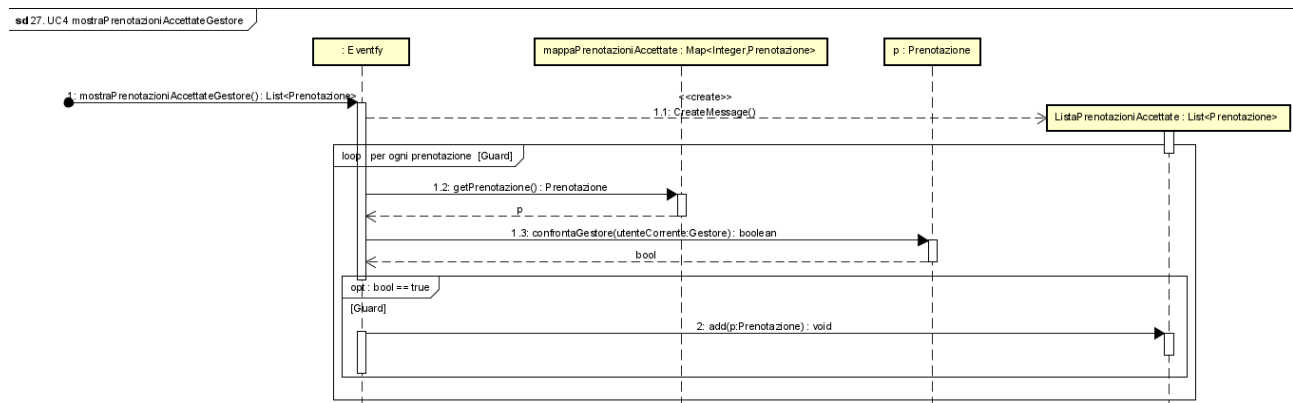 sd 27. UC4 mostraPrenotazioniAccettateGestore
: Eventfy
mappaPrenotazioniAccettate : Map<Integer,Prenotazione>
p : Prenotazione
1: mostraPrenotazioniAccettateGestore() : List<Prenotazione>
<<create>>
1.1: CreateMessage()
ListaPrenotazioniAccettate : List<Prenotazione>
loop : per ogni prenotazione [Guard]
1.2: getPrenotazione() : Prenotazione
p
1.3: confrontaGestore(utenteCorrente:Gestore) : boolean
bool
opt : bool == true
[Guard]
2: add(p:Prenotazione) : void